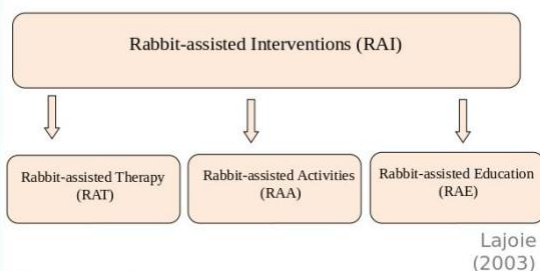 Rabbit-assisted Interventions (RAI)
Rabbit-assisted Therapy
(RAT)
Rabbit-assisted Activities
(RAA)
Rabbit-assisted Education
(RAE)
Lajoie
(2003)